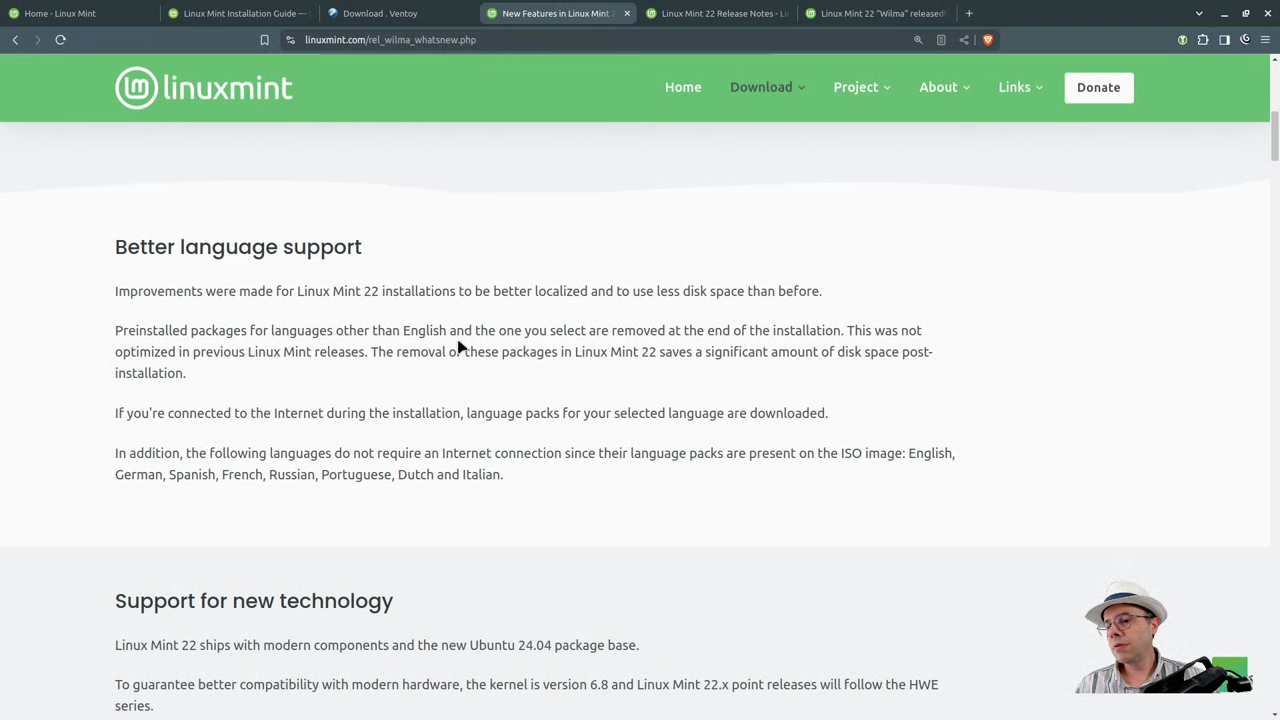 Home - Linux Mint
Linux Mint Installation Guide —
Download . Ventoy
New Features in Linux Mint 2
Linux Mint 22 Release Notes - Li
Linux Mint 22 "Wilma" released!
linuxmint.com/rel_wilma_whatsnew.php
linuxmint
Home
Download
Project
About
Links
Donate
Better language support
Improvements were made for Linux Mint 22 installations to be better localized and to use less disk space than before.
Preinstalled packages for languages other than English and the one you select are removed at the end of the installation. This was not
optimized in previous Linux Mint releases. The removal of these packages in Linux Mint 22 saves a significant amount of disk space post-
installation.
If you're connected to the Internet during the installation, language packs for your selected language are downloaded.
In addition, the following languages do not require an Internet connection since their language packs are present on the ISO image: English,
German, Spanish, French, Russian, Portuguese, Dutch and Italian.
Support for new technology
Linux Mint 22 ships with modern components and the new Ubuntu 24.04 package base.
To guarantee better compatibility with modern hardware, the kernel is version 6.8 and Linux Mint 22.x point releases will follow the HWE
series.